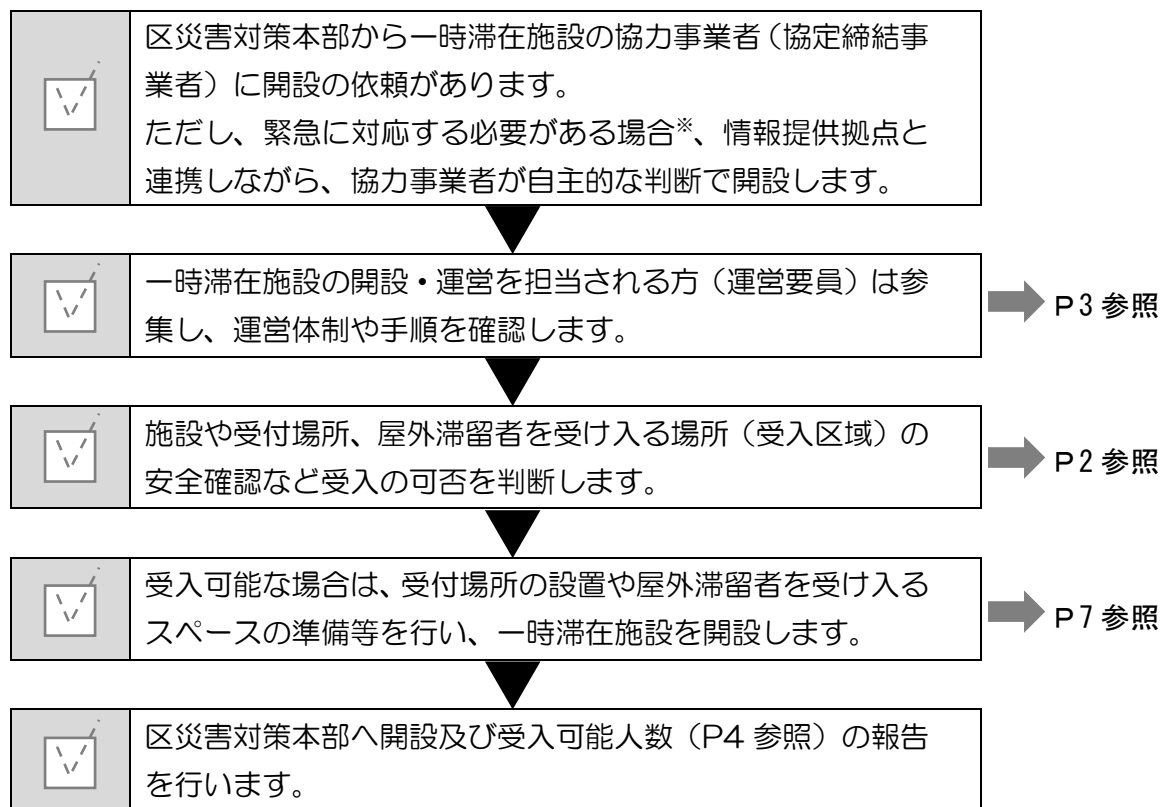 区災害対策本部から一時滞在施設の協力事業者（協定締結事
業者）に開設の依頼があります。
ただし、緊急に対応する必要がある場合※、情報提供拠点と
連携しながら、協力事業者が自主的な判断で開設します。
一時滞在施設の開設・運営を担当される方（運営要員）は参
集し、運営体制や手順を確認します。
P3参照
施設や受付場所、屋外滞留者を受け入る場所（受入区域）の
安全確認など受入の可否を判断します。
P2参照
受入可能な場合は、受付場所の設置や屋外滞留者を受け入る
スペースの準備等を行い、一時滞在施設を開設します。
P7参照
区災害対策本部へ開設及び受入可能人数（P4 参照）の報告
を行います。